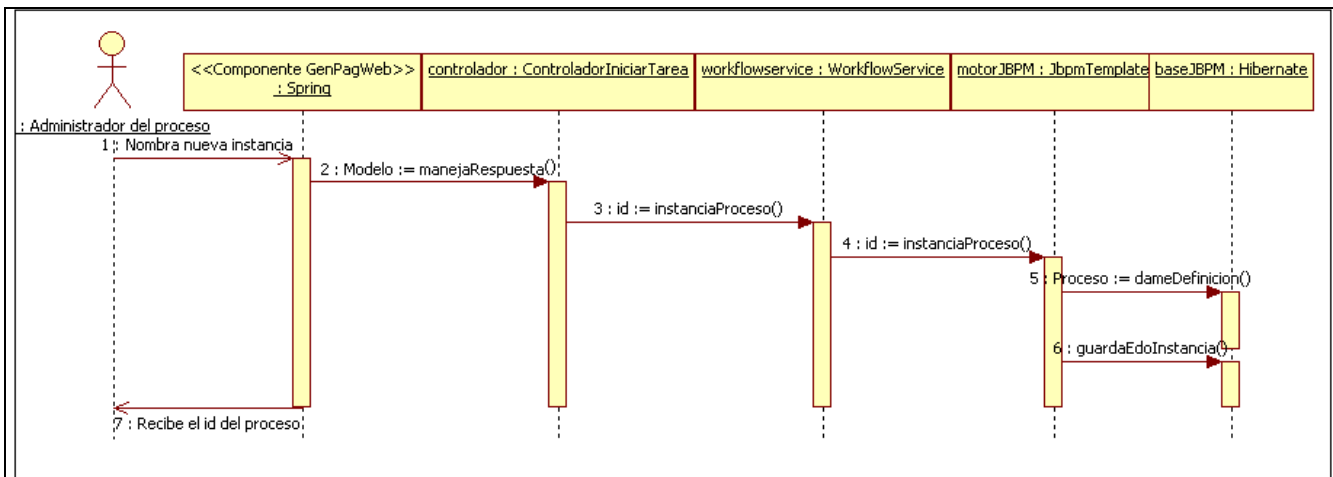 <<Componente GenPagWeb>>
: Spring
controlador : ControladorIniciarTarea
workflowservice : WorkflowService
motorJBPM : JbpmTemplate
baseJBPM : Hibernate
: Administrador del proceso
1 : Nombra nueva instancia
2 : Modelo := manejaRespuesta()
3 : id := instanciaProceso()
4 : id := instanciaProceso()
5 : Proceso := dameDefinicion()
6 : guardaEdoInstancia()
7 : Recibe el id del proceso